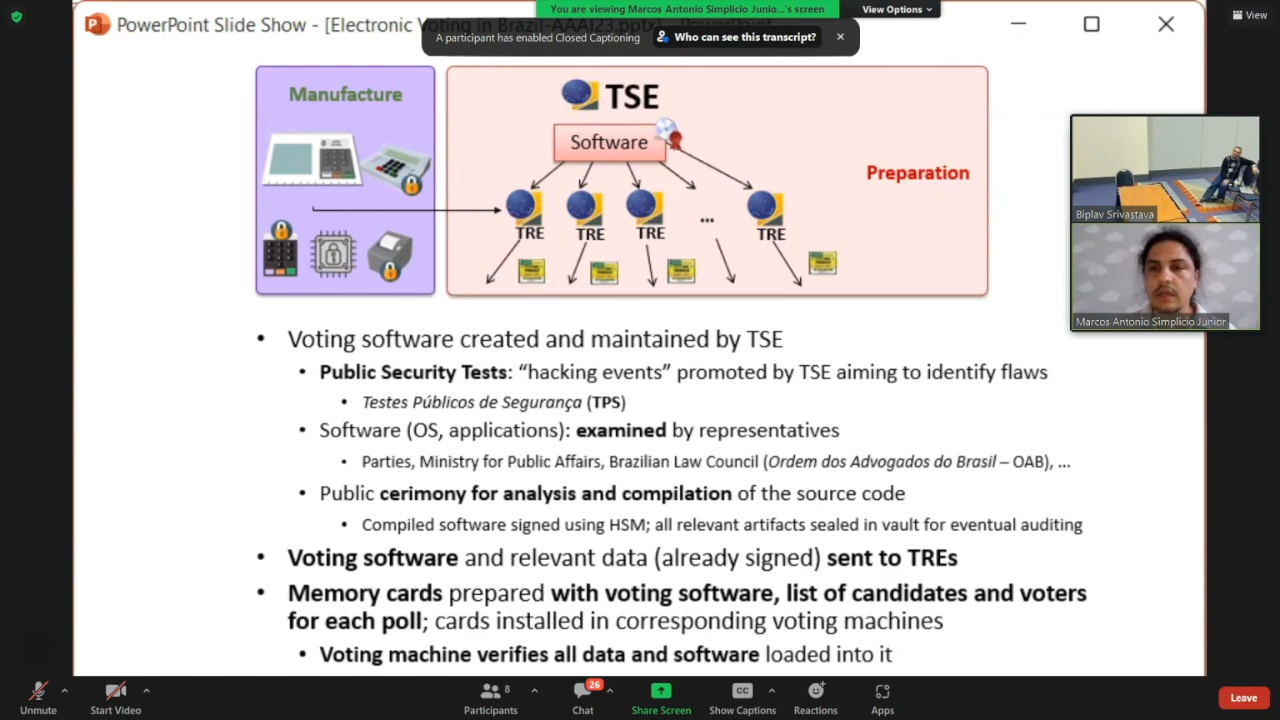 You are viewing Marcos Antonio Simplicio Junio...'s screen
View Options
PowerPoint Slide Show - [Electronic Voting in Brazil-AAAI23.pptx] - PowerPoint
A participant has enabled Closed Captioning
Who can see this transcript?
View
Manufacture
TSE
Software
Preparation
TRE
TRE
TRE
...
TRE
Biplav Srivastava
Marcos Antonio Simplicio Junior
• Voting software created and maintained by TSE
• Public Security Tests: “hacking events” promoted by TSE aiming to identify flaws
• Testes Públicos de Segurança (TPS)
• Software (OS, applications): examined by representatives
• Parties, Ministry for Public Affairs, Brazilian Law Council (Ordem dos Advogados do Brasil – OAB), ...
• Public cerimony for analysis and compilation of the source code
• Compiled software signed using HSM; all relevant artifacts sealed in vault for eventual auditing
• Voting software and relevant data (already signed) sent to TREs
• Memory cards prepared with voting software, list of candidates and voters
for each poll; cards installed in corresponding voting machines
• Voting machine verifies all data and software loaded into it
Unmute
Start Video
Participants
8
Chat
26
Share Screen
CC
Show Captions
Reactions
Apps
Leave